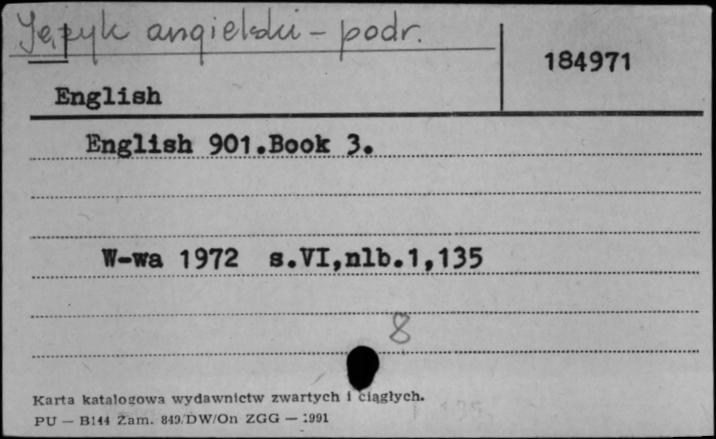 Język angielski – podr.
184971
English
English 901.Book 3.
W-wa 1972 s.VI,nlb.1,135
8
Karta katalogowa wydawnictw zwartych i ciągłych.
PU — B144 Zam. 849/DW/On ZGG — 1991